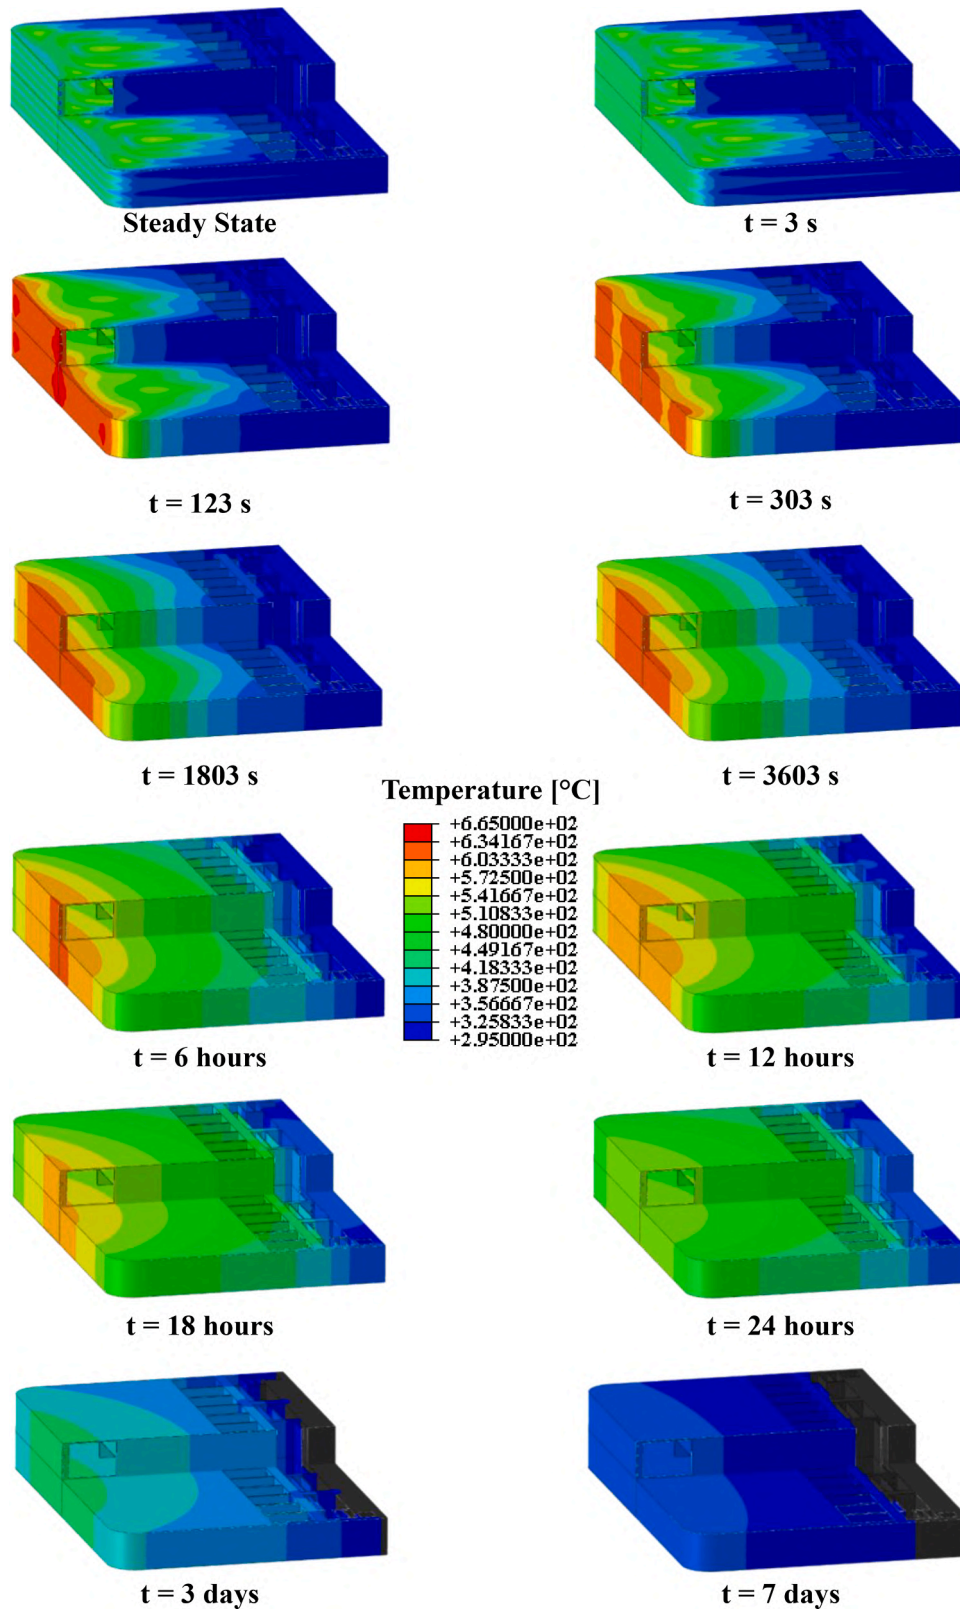 Steady State
t = 3 s
t = 123 s
t = 303 s
t = 1803 s
t = 3603 s
Temperature [°C]
+6.65000e+02
+6.34167e+02
+6.03333e+02
+5.72500e+02
+5.41667e+02
+5.10833e+02
+4.80000e+02
+4.49167e+02
+4.18333e+02
+3.87500e+02
+3.56667e+02
+3.25833e+02
+2.95000e+02
t = 6 hours
t = 12 hours
t = 18 hours
t = 24 hours
t = 3 days
t = 7 days